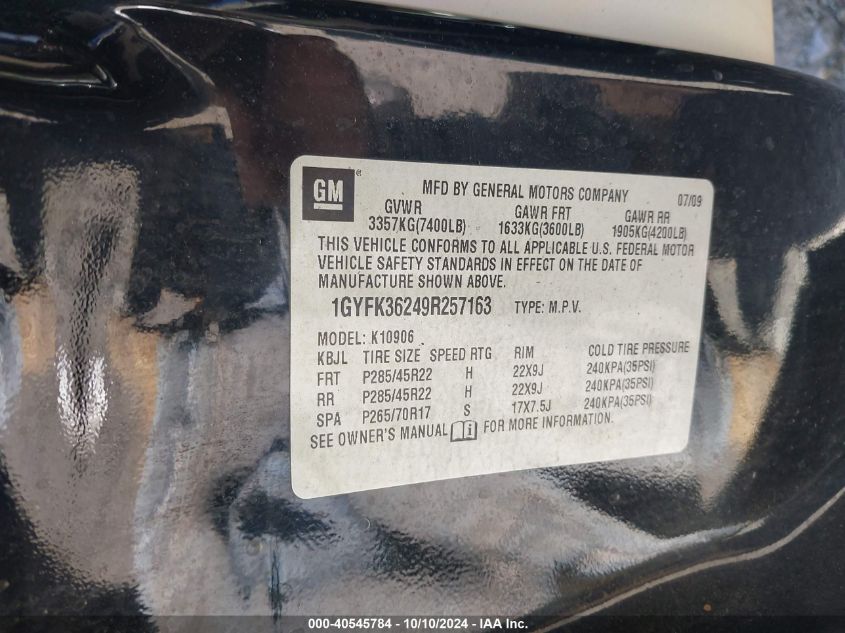 GM®
MFD BY GENERAL MOTORS COMPANY 07/09
GVWR GAWR FRT GAWR RR
3357KG(7400LB) 1633KG(3600LB) 1905KG(4200LB)
THIS VEHICLE CONFORMS TO ALL APPLICABLE U.S. FEDERAL MOTOR
VEHICLE SAFETY STANDARDS IN EFFECT ON THE DATE OF
MANUFACTURE SHOWN ABOVE.
1GYFK36249R257163 TYPE: M.P.V.
MODEL: K10906
KBJL TIRE SIZE SPEED RTG RIM COLD TIRE PRESSURE
FRT P285/45R22 H 22X9J 240KPA(35PSI)
RR P285/45R22 H 22X9J 240KPA(35PSI)
SPA P265/70R17 S 17X7.5J 240KPA(35PSI)
SEE OWNER'S MANUAL FOR MORE INFORMATION.
000-40545784 - 10/10/2024 - IAA Inc.